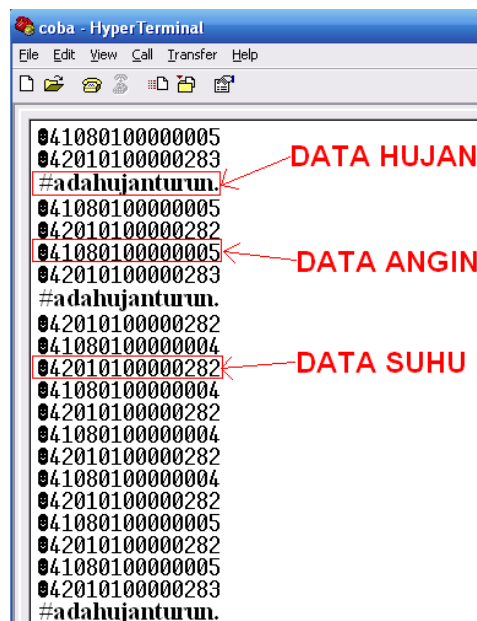 coba - HyperTerminal
File Edit View Call Transfer Help
☻41080100000005
☻42010100000283
#adahujanturun.
DATA HUJAN
☻41080100000005
☻42010100000282
☻41080100000005
DATA ANGIN
☻42010100000283
#adahujanturun.
☻42010100000282
☻41080100000004
☻42010100000282
DATA SUHU
☻41080100000004
☻42010100000282
☻41080100000004
☻42010100000282
☻41080100000004
☻42010100000282
☻41080100000005
☻42010100000282
☻41080100000005
☻42010100000283
#adahujanturun.